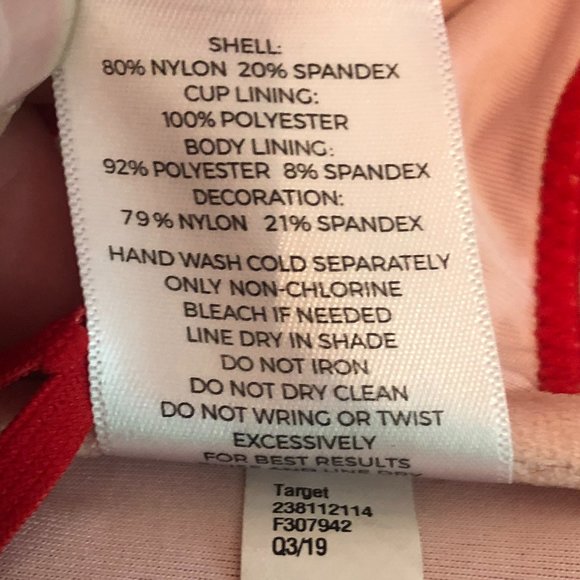 SHELL:
80% NYLON 20% SPANDEX
CUP LINING:
100% POLYESTER
BODY LINING:
92% POLYESTER 8% SPANDEX
DECORATION:
79% NYLON 21% SPANDEX
HAND WASH COLD SEPARATELY
ONLY NON-CHLORINE
BLEACH IF NEEDED
LINE DRY IN SHADE
DO NOT IRON
DO NOT DRY CLEAN
DO NOT WRING OR TWIST
EXCESSIVELY
FOR BEST RESULTS
Target
238112114
F307942
Q3/19